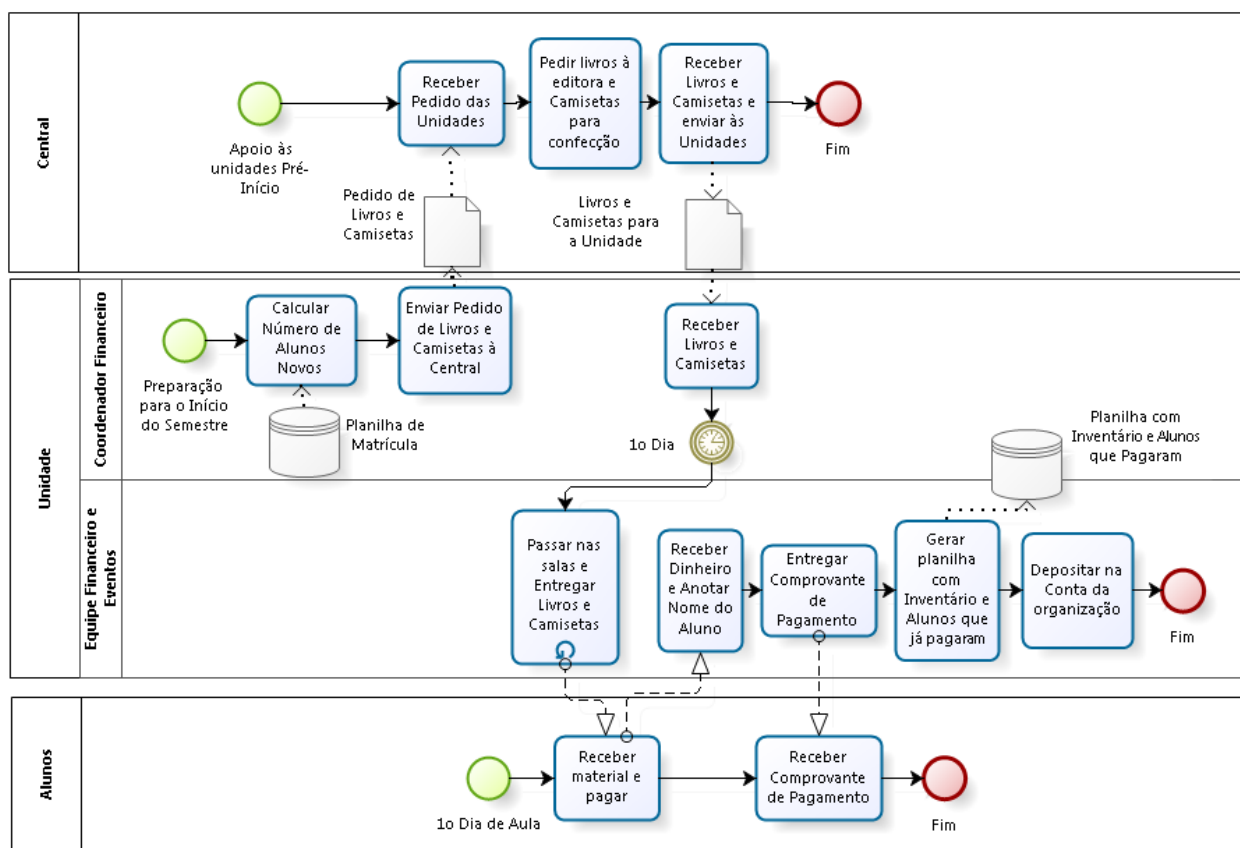 Central
Apoio às
unidades Pré-
Início
Receber
Pedido das
Unidades
Pedir livros à
editora e
Camisetas
para
confecção
Receber
Livros e
Camisetas e
enviar às
Unidades
Fim
Pedido de
Livros e
Camisetas
Livros e
Camisetas para
a Unidade
Unidade
Coordenador Financeiro
Preparação
para o Início
do Semestre
Calcular
Número de
Alunos
Novos
Planilha de
Matrícula
Enviar Pedido
de Livros e
Camisetas à
Central
Receber
Livros e
Camisetas
1o Dia
Planilha com
Inventário e Alunos
que Pagaram
Equipe Financeiro e
Eventos
Passar nas
salas e
Entregar
Livros e
Camisetas
Receber
Dinheiro
e Anotar
Nome do
Aluno
Entregar
Comprovante
de
Pagamento
Gerar
planilha
com
Inventário e
Alunos que
já pagaram
Depositar na
Conta da
organização
Fim
Alunos
1o Dia de Aula
Receber
material e
pagar
Receber
Comprovante
de Pagamento
Fim